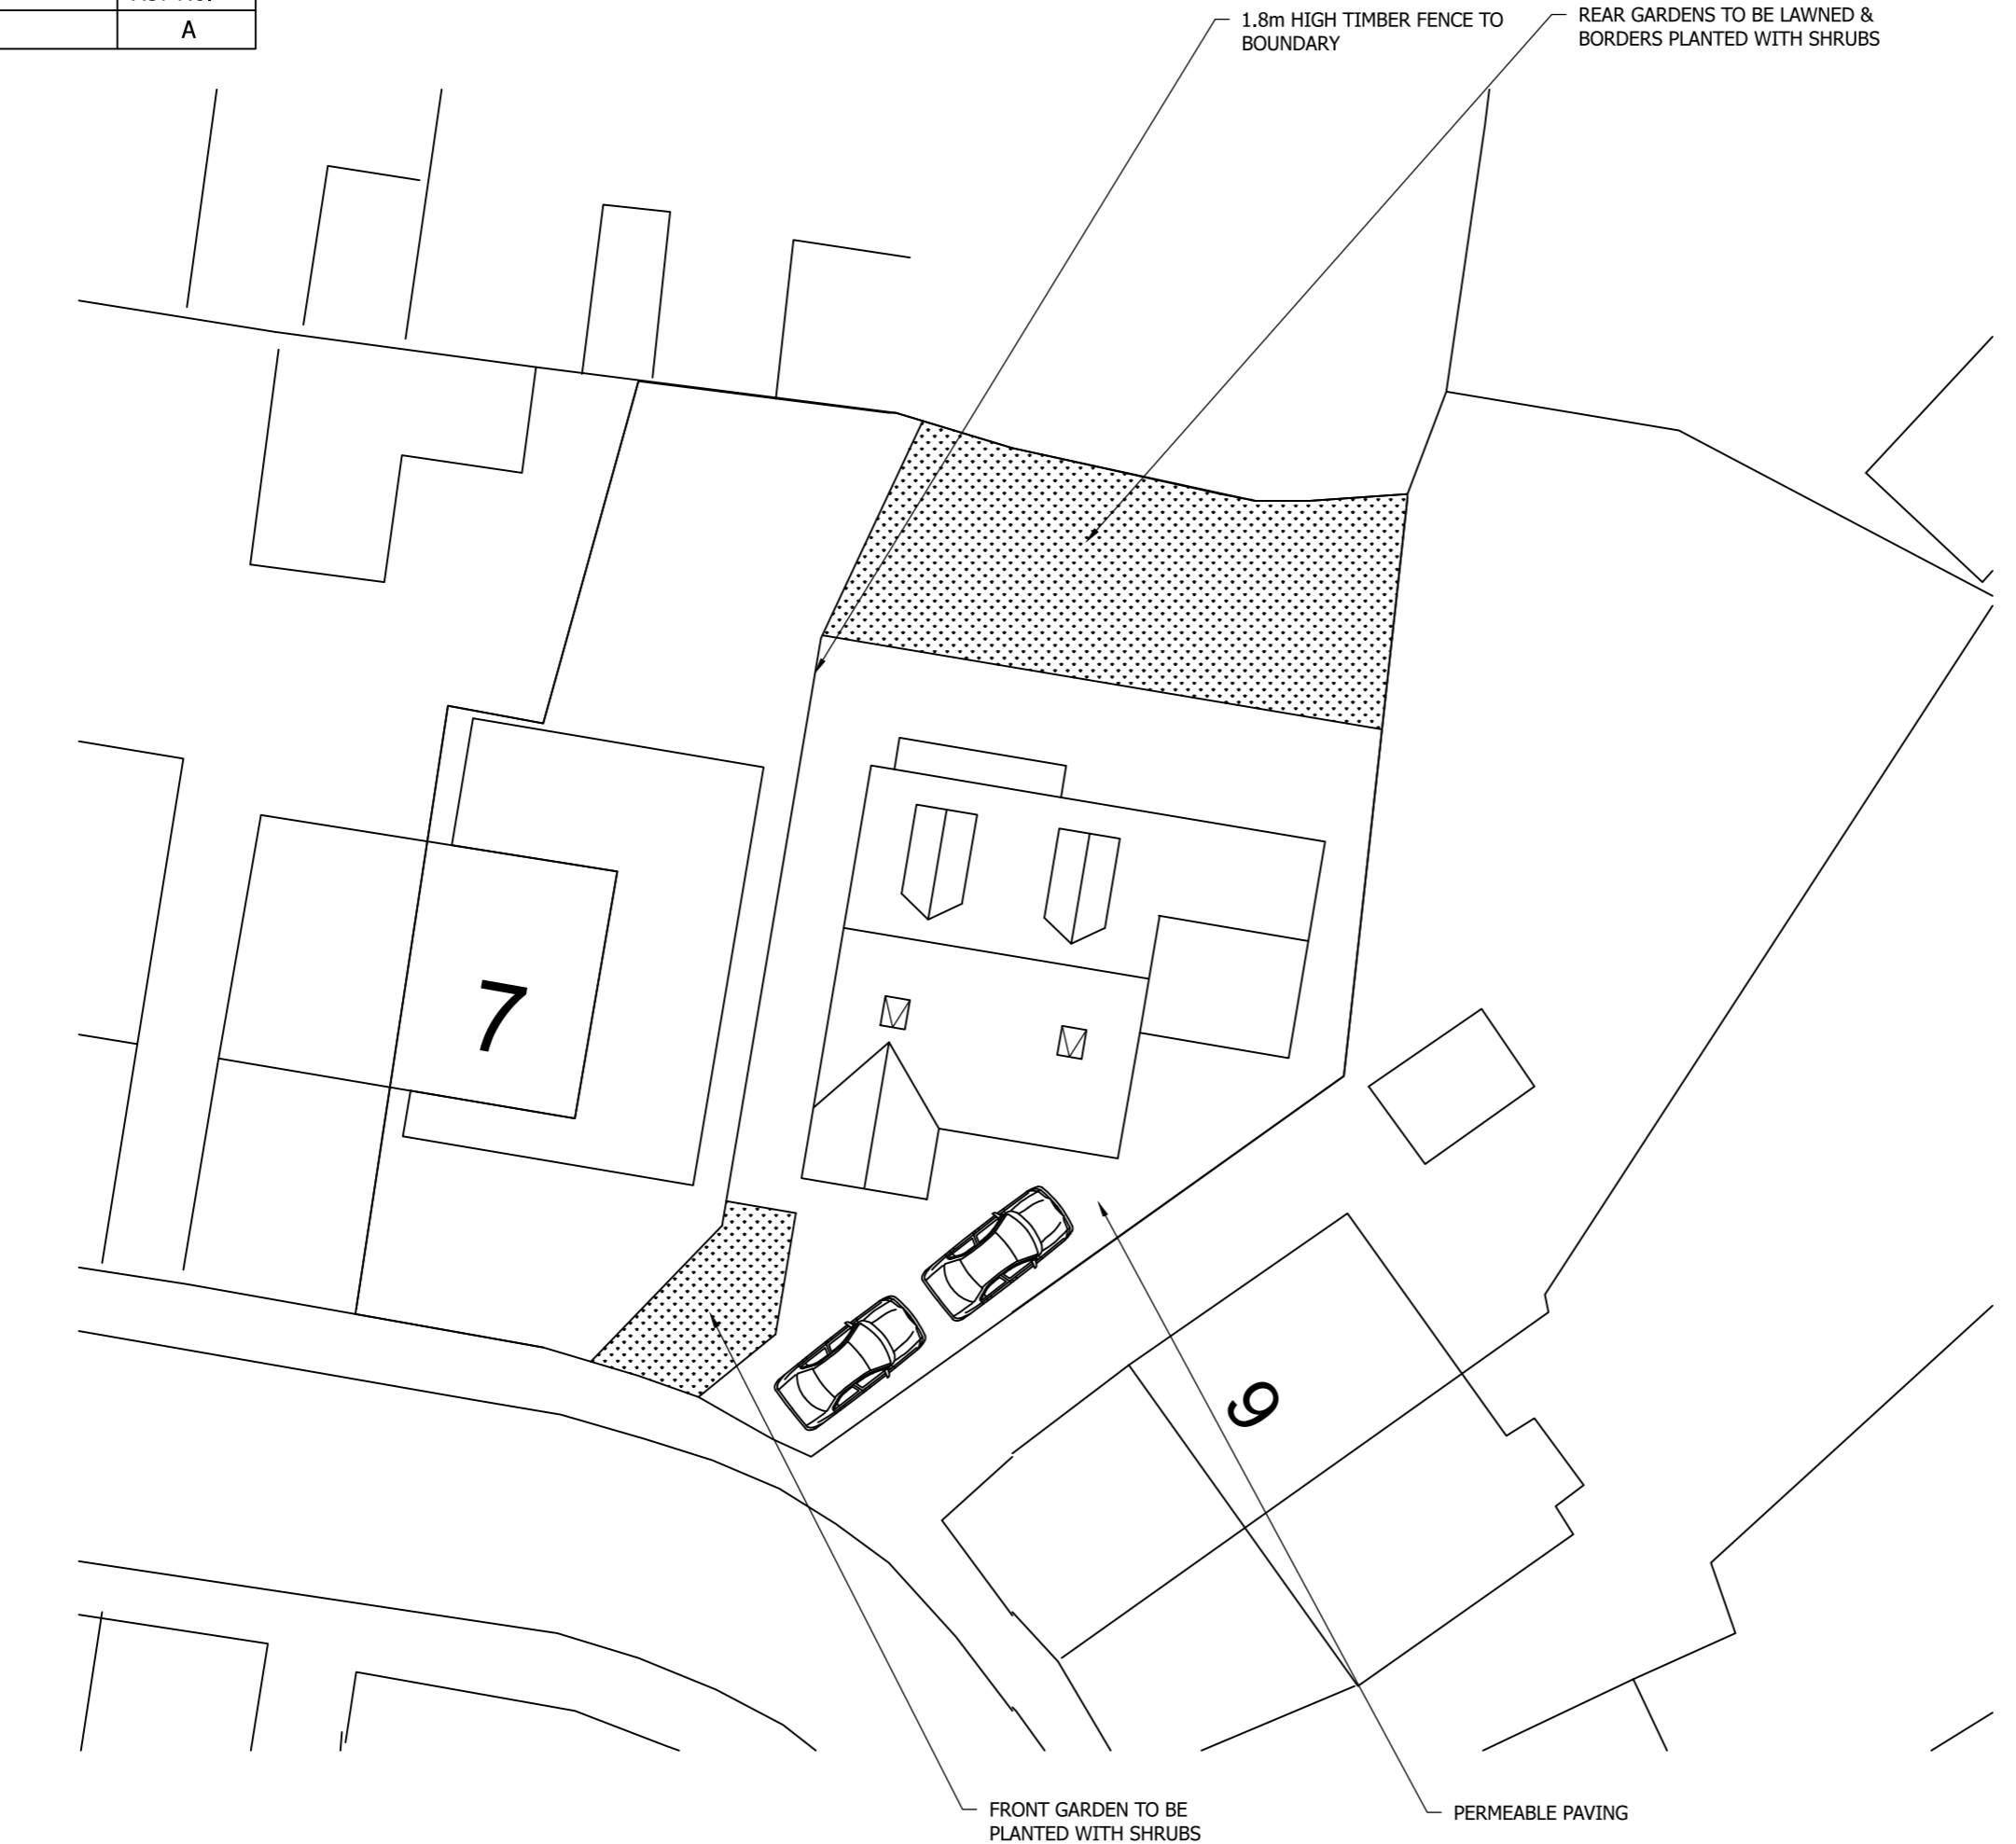 A
1.8m HIGH TIMBER FENCE TO
BOUNDARY
REAR GARDENS TO BE LAWNED &
BORDERS PLANTED WITH SHRUBS
7
9
FRONT GARDEN TO BE
PLANTED WITH SHRUBS
PERMEABLE PAVING